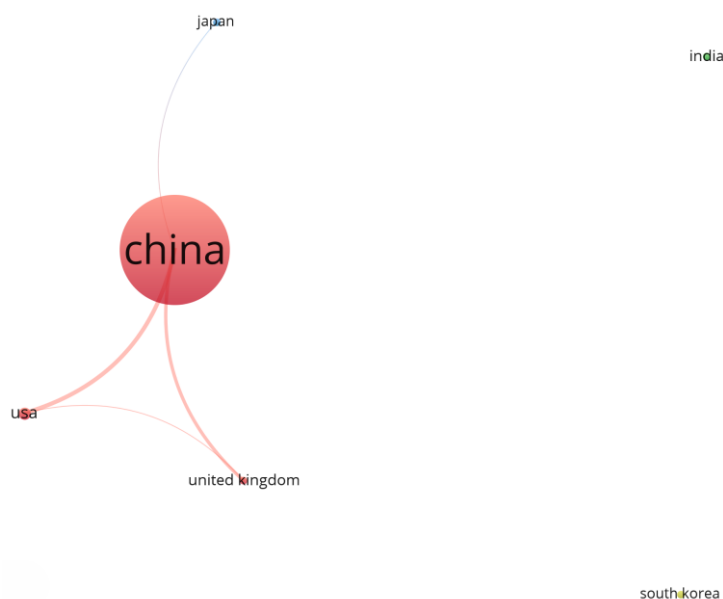 japan
india
china
usa
united kingdom
south korea